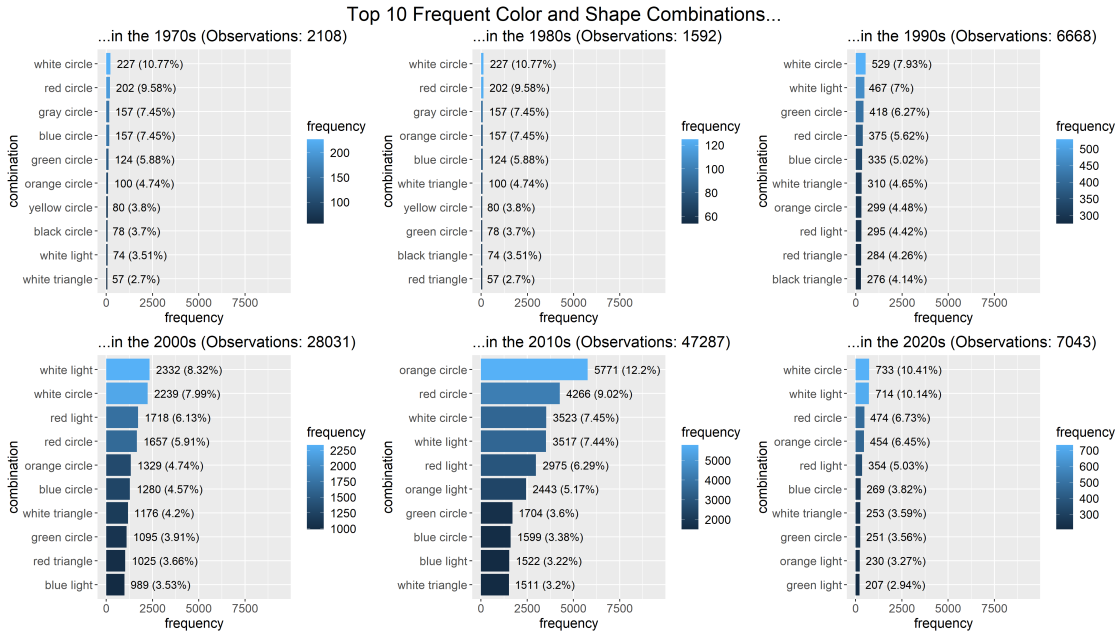 Top 10 Frequent Color and Shape Combinations...
...in the 1970s (Observations: 2108)
combination
white circle 227 (10.77%)
red circle 202 (9.58%)
gray circle 157 (7.45%)
blue circle 157 (7.45%)
green circle 124 (5.88%)
orange circle 100 (4.74%)
yellow circle 80 (3.8%)
black circle 78 (3.7%)
white light 74 (3.51%)
white triangle 57 (2.7%)
0 2500 5000 7500
frequency
frequency
200
150
100
...in the 1980s (Observations: 1592)
combination
white circle 227 (10.77%)
red circle 202 (9.58%)
gray circle 157 (7.45%)
orange circle 157 (7.45%)
blue circle 124 (5.88%)
white triangle 100 (4.74%)
yellow circle 80 (3.8%)
green circle 78 (3.7%)
black triangle 74 (3.51%)
red triangle 57 (2.7%)
0 2500 5000 7500
frequency
frequency
120
100
80
60
...in the 1990s (Observations: 6668)
combination
white circle 529 (7.93%)
white light 467 (7%)
green circle 418 (6.27%)
red circle 375 (5.62%)
blue circle 335 (5.02%)
white triangle 310 (4.65%)
orange circle 299 (4.48%)
red light 295 (4.42%)
red triangle 284 (4.26%)
black triangle 276 (4.14%)
0 2500 5000 7500
frequency
frequency
500
450
400
350
300
...in the 2000s (Observations: 28031)
combination
white light 2332 (8.32%)
white circle 2239 (7.99%)
red light 1718 (6.13%)
red circle 1657 (5.91%)
orange circle 1329 (4.74%)
blue circle 1280 (4.57%)
white triangle 1176 (4.2%)
green circle 1095 (3.91%)
red triangle 1025 (3.66%)
blue light 989 (3.53%)
0 2500 5000 7500
frequency
frequency
2250
2000
1750
1500
1250
1000
...in the 2010s (Observations: 47287)
combination
orange circle 5771 (12.2%)
red circle 4266 (9.02%)
white circle 3523 (7.45%)
white light 3517 (7.44%)
red light 2975 (6.29%)
orange light 2443 (5.17%)
green circle 1704 (3.6%)
blue circle 1599 (3.38%)
blue light 1522 (3.22%)
white triangle 1511 (3.2%)
0 2500 5000 7500
frequency
frequency
5000
4000
3000
2000
...in the 2020s (Observations: 7043)
combination
white circle 733 (10.41%)
white light 714 (10.14%)
red circle 474 (6.73%)
orange circle 454 (6.45%)
red light 354 (5.03%)
blue circle 269 (3.82%)
white triangle 253 (3.59%)
green circle 251 (3.56%)
orange light 230 (3.27%)
green light 207 (2.94%)
0 2500 5000 7500
frequency
frequency
700
600
500
400
300